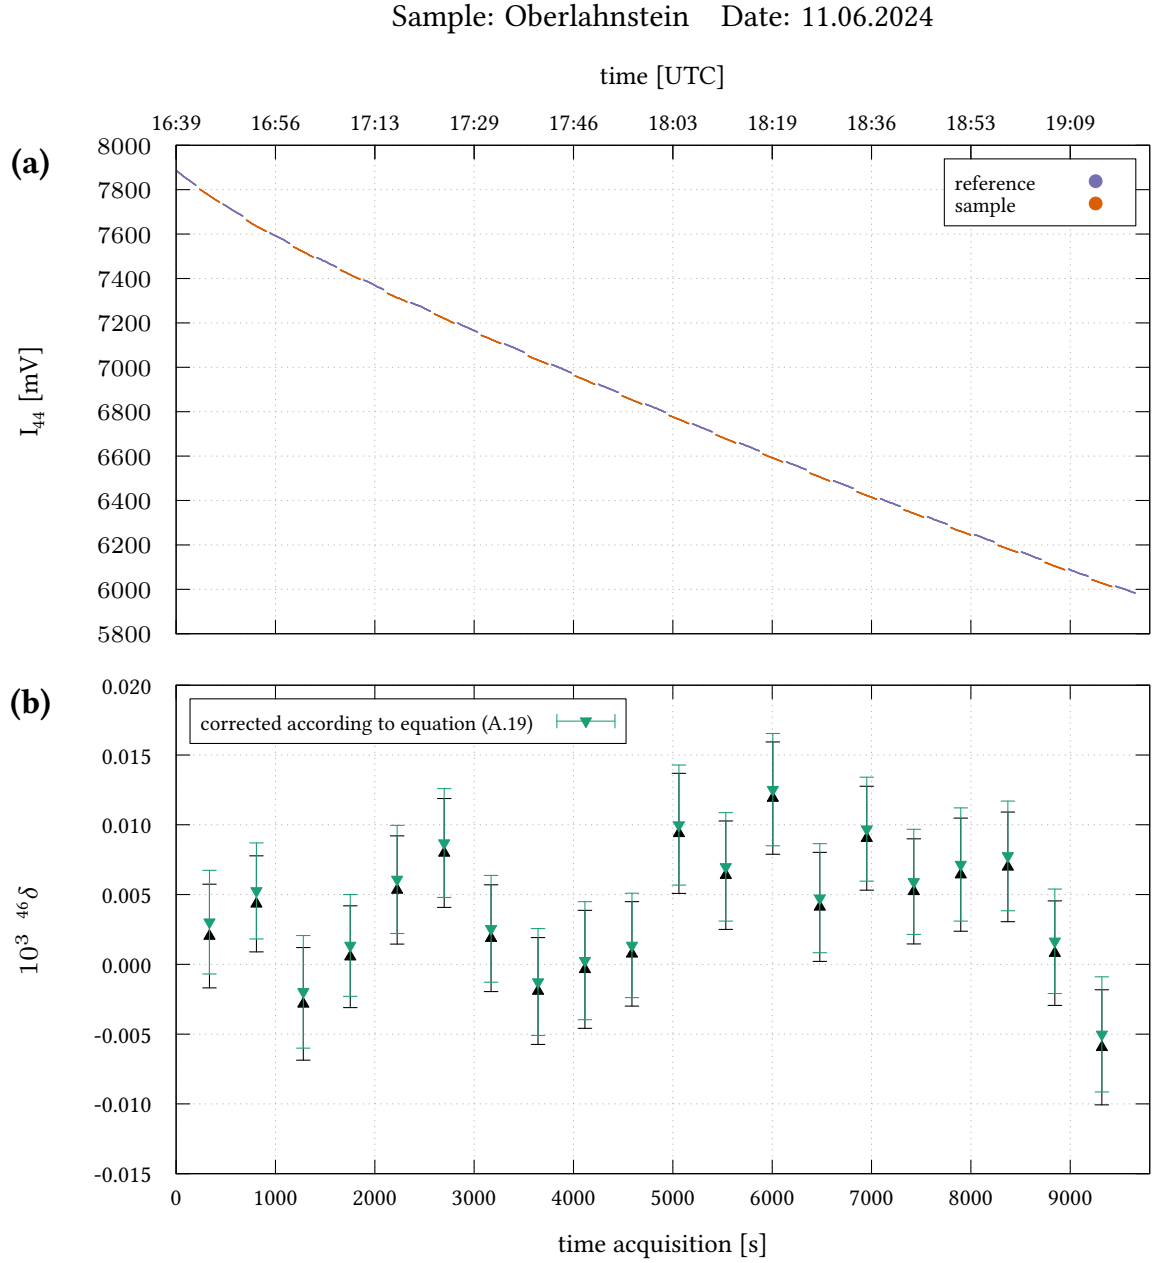 Sample: Oberlahnstein Date: 11.06.2024
time [UTC]
16:39 16:56 17:13 17:29 17:46 18:03 18:19 18:36 18:53 19:09
(a)
8000
7800
7600
7400
7200
7000
6800
6600
6400
6200
6000
5800
I₄₄ [mV]
reference
sample
(b)
0.020
0.015
0.010
0.005
0.000
-0.005
-0.010
-0.015
10³ ⁴⁶δ
corrected according to equation (A.19)
0 1000 2000 3000 4000 5000 6000 7000 8000 9000
time acquisition [s]